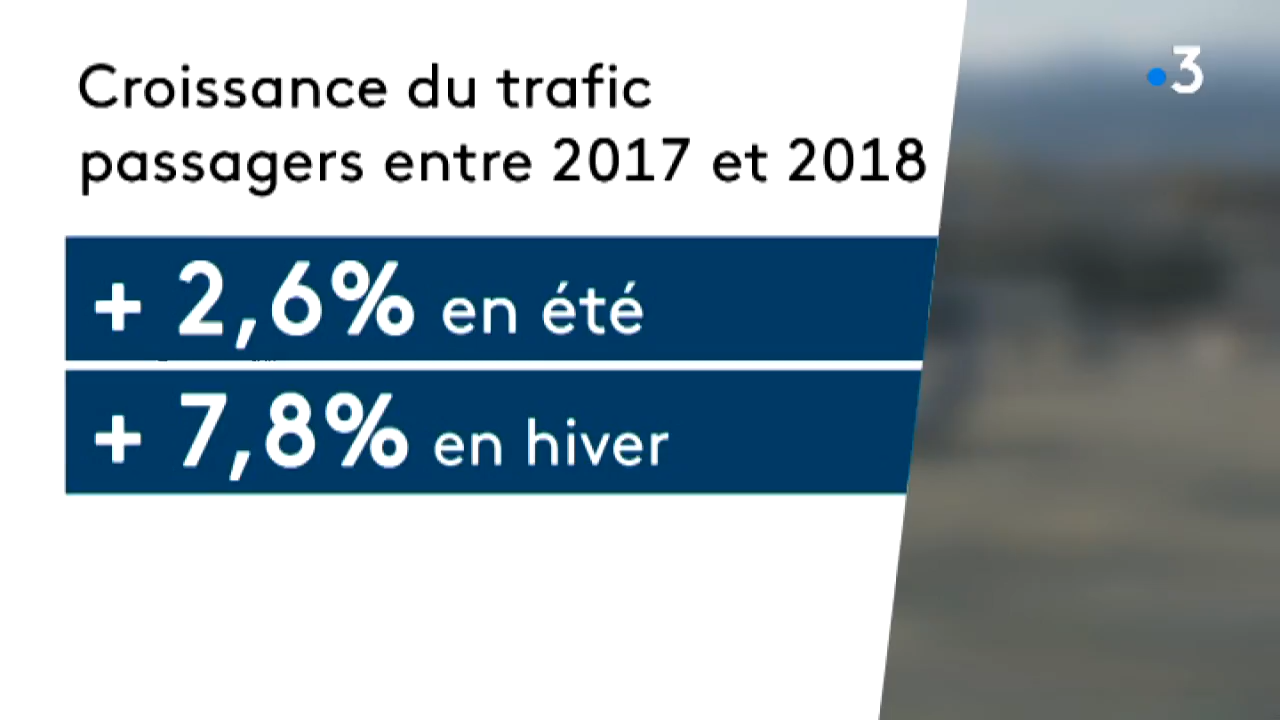 Croissance du trafic
passagers entre 2017 et 2018
+ 2,6% en été
+ 7,8% en hiver
3